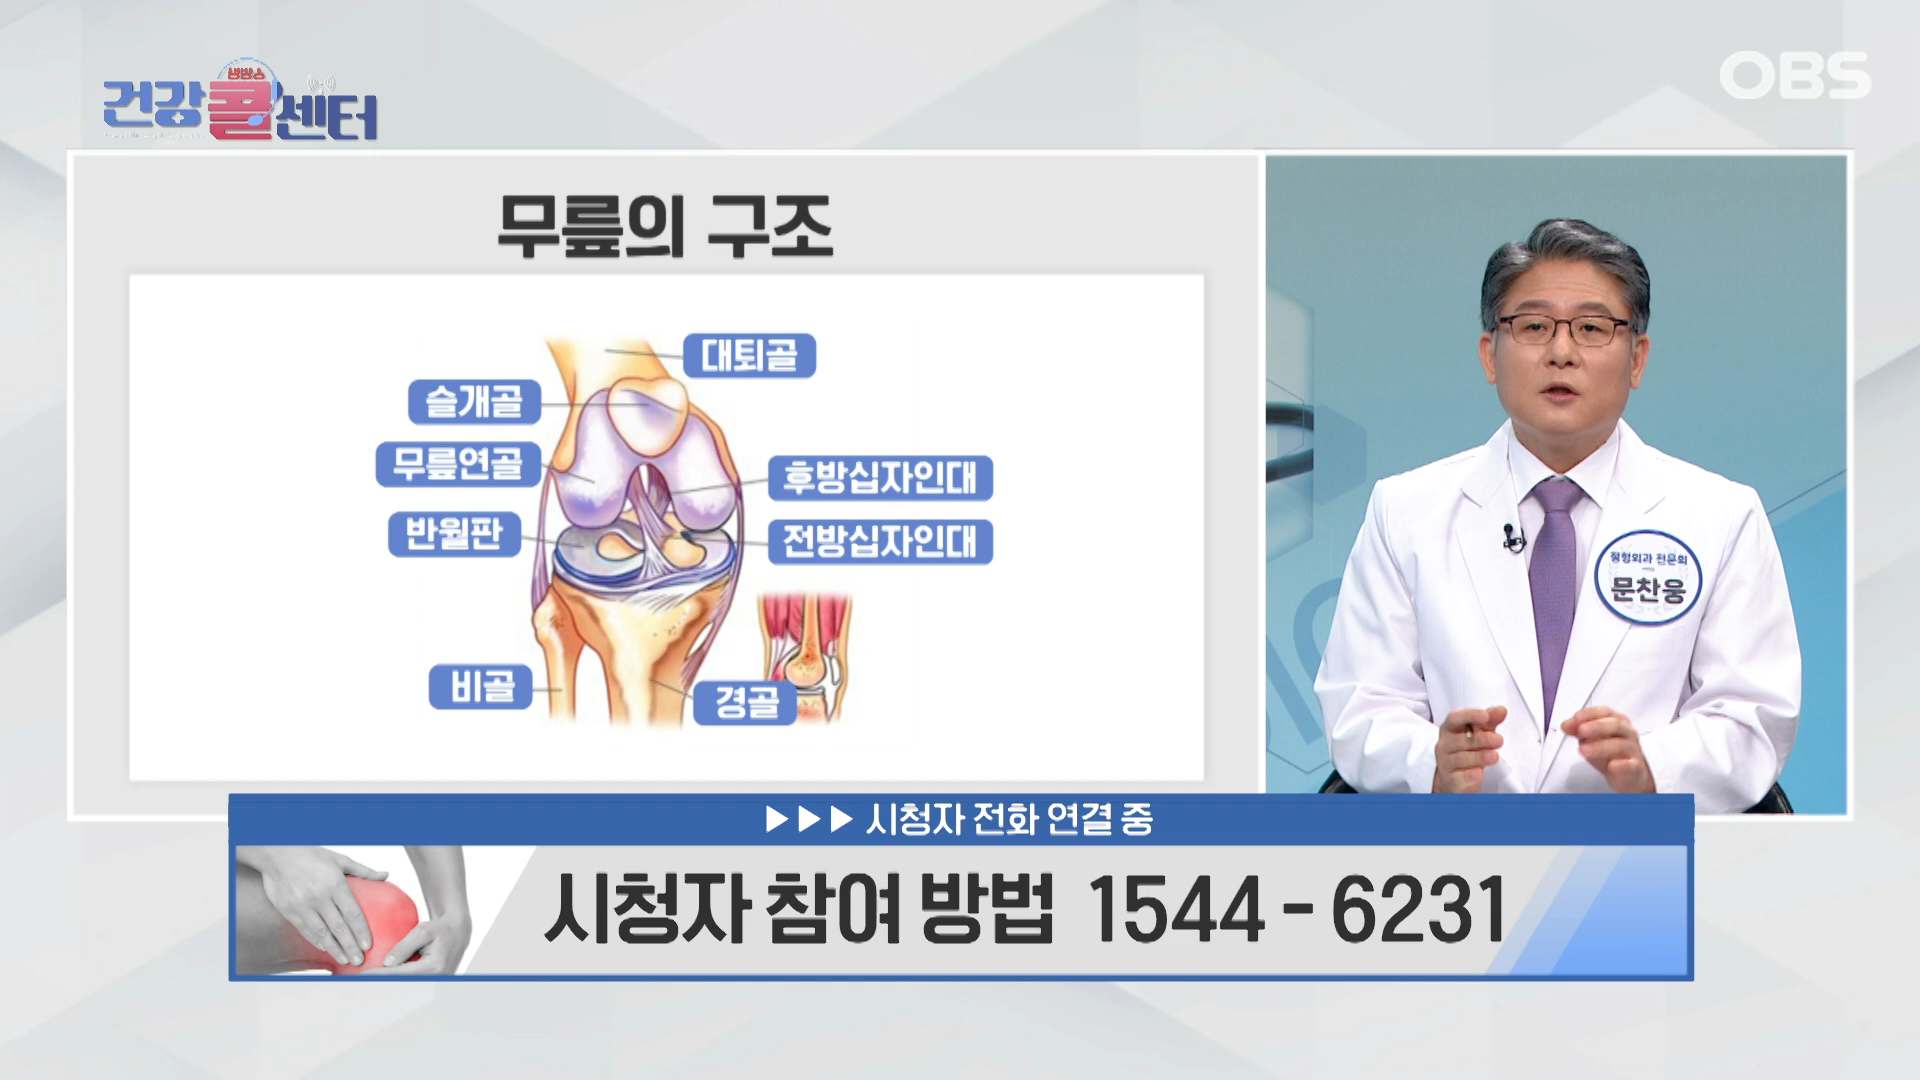 생방송
건강콜센터
OBS
무릎의 구조
대퇴골
슬개골
무릎연골
후방십자인대
반월판
전방십자인대
비골
경골
정형외과 전문의
문찬웅
▶▶▶ 시청자 전화 연결 중
시청자 참여 방법 1544-6231